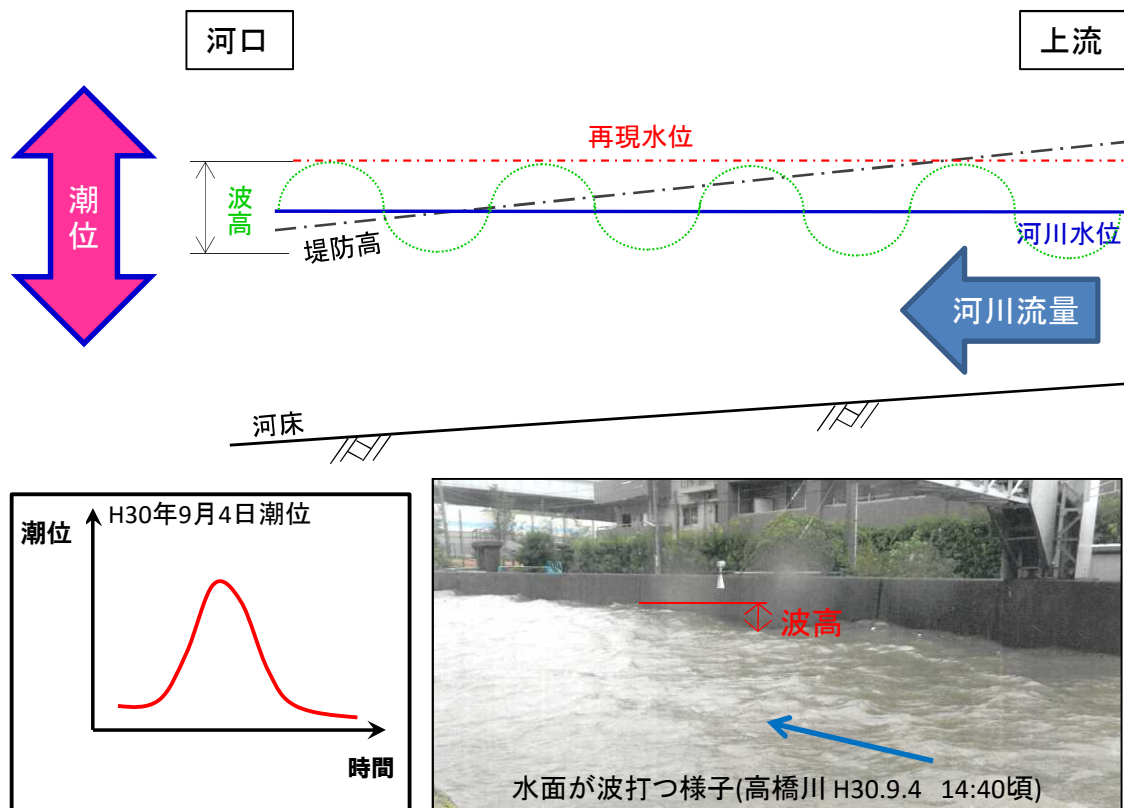 河口
上流
再現水位
潮位
波高
堤防高
河川水位
河川流量
河床
H30年9月4日潮位
潮位
時間
波高
水面が波打つ様子(高橋川 H30.9.4 14:40頃)